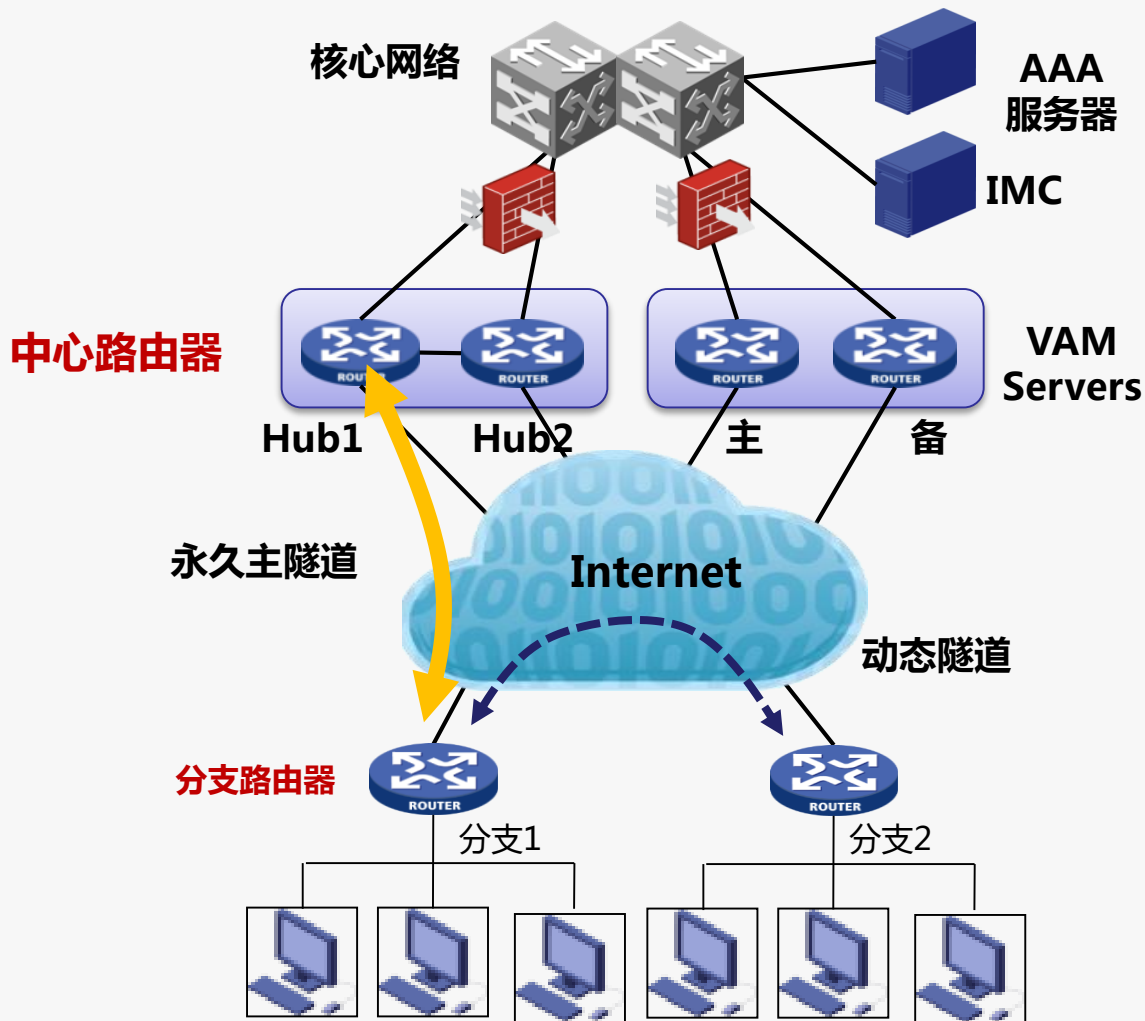 核心网络
AAA
服务器
IMC
中心路由器
ROUTER
ROUTER
ROUTER
ROUTER
VAM
Servers
Hub1
Hub2
主
备
永久主隧道
Internet
动态隧道
分支路由器
ROUTER
ROUTER
分支1
分支2